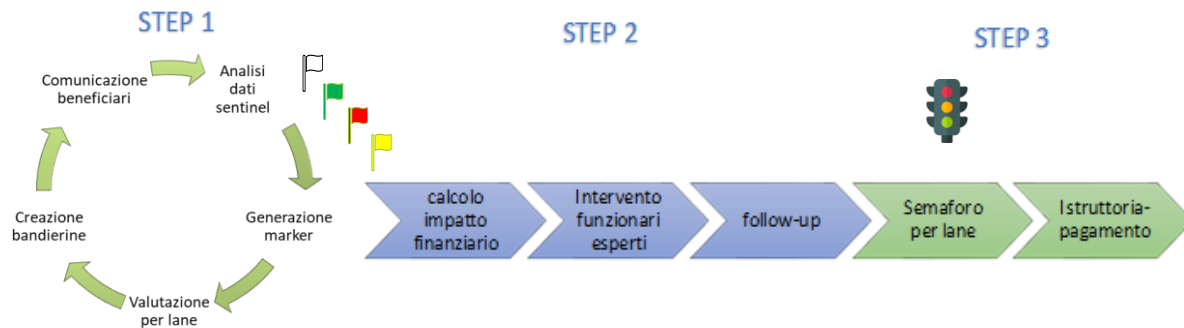 STEP 1
STEP 2
STEP 3
Comunicazione
beneficiari
Analisi
dati
sentinel
Generazione
marker
Valutazione
per lane
Creazione
bandierine
calcolo
impatto
finanziario
Intervento
funzionari
esperti
follow-up
Semaforo
per lane
Istruttoria-
pagamento